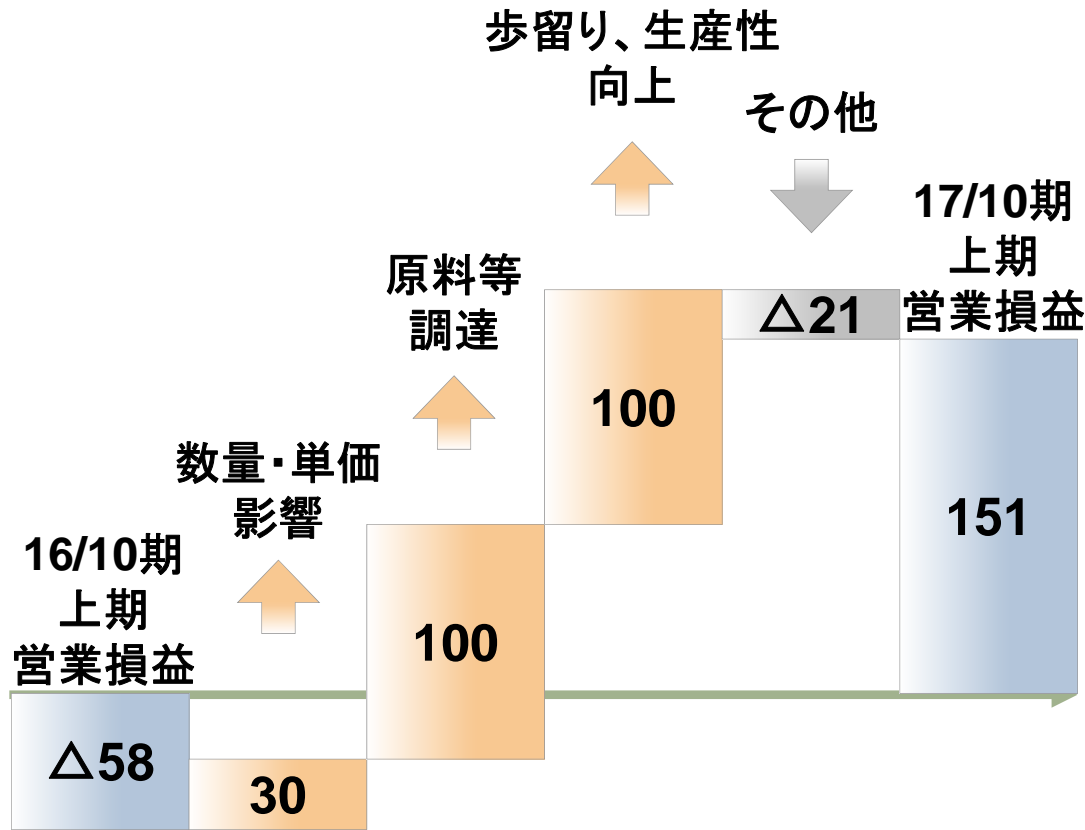 16/10期
上期
営業損益
△58
数量・単価
影響
30
原料等
調達
100
歩留り、生産性
向上
100
その他
△21
17/10期
上期
営業損益
151